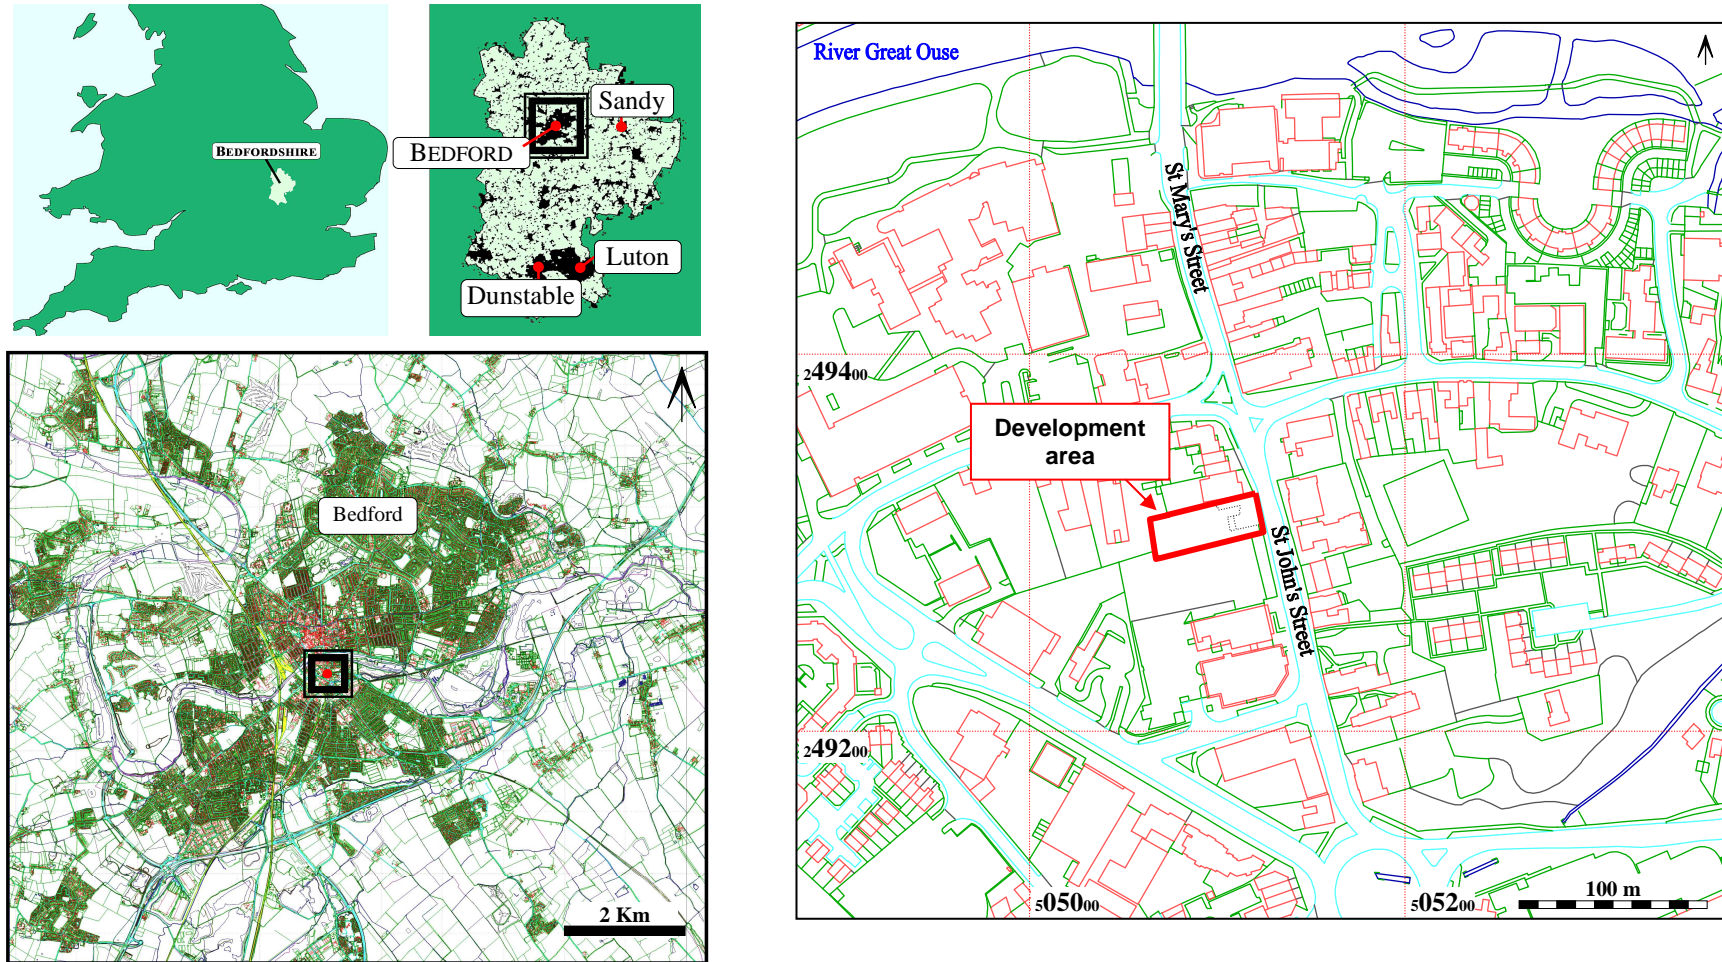 BEDFORDSHIRE
Sandy
BEDFORD
Luton
Dunstable
Bedford
2 Km
River Great Ouse
St Mary's Street
249400
Development
area
St John's Street
249200
505000
505200
100 m